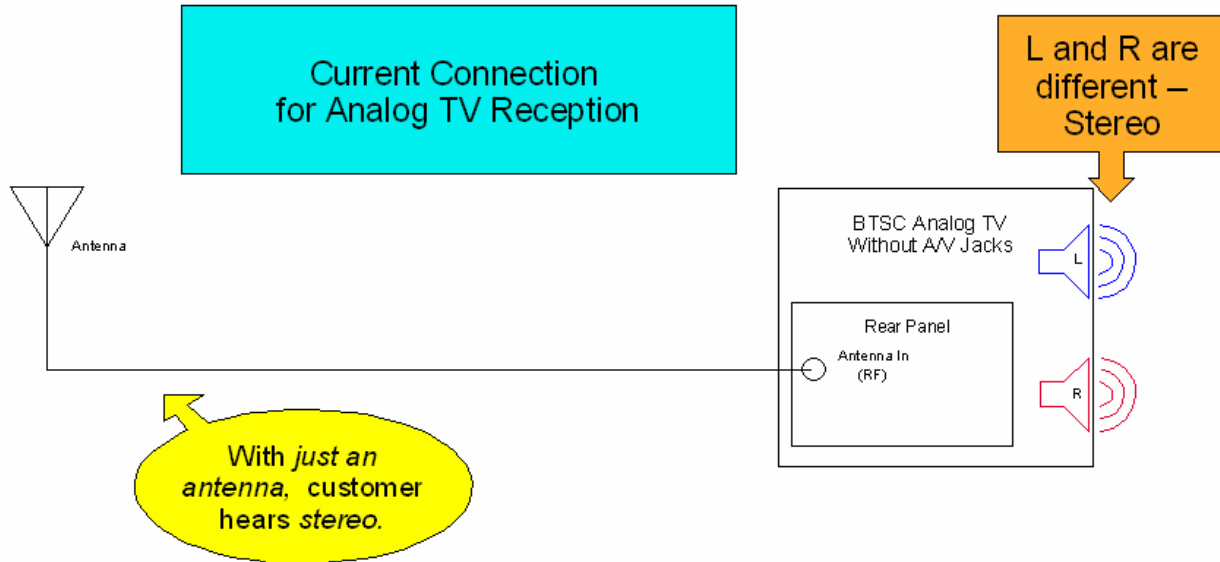 Current Connection
for Analog TV Reception
L and R are
different –
Stereo
Antenna
BTSC Analog TV
Without A/V Jacks
L
Rear Panel
Antenna In
(RF)
R
With just an
antenna, customer
hears stereo.